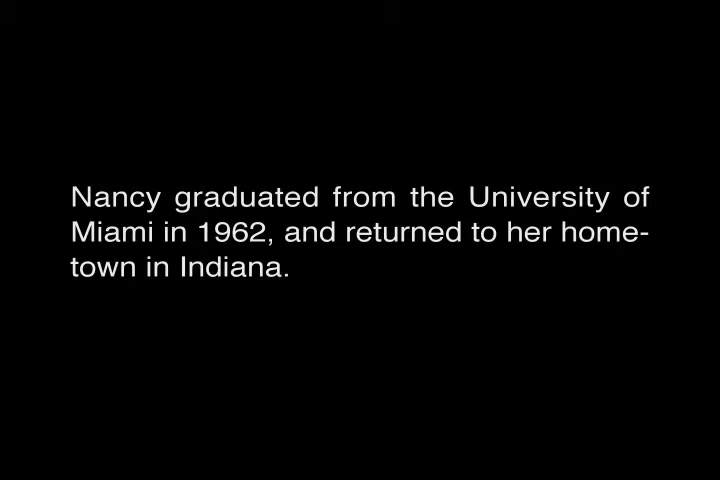 Nancy graduated from the University of
Miami in 1962, and returned to her home-
town in Indiana.